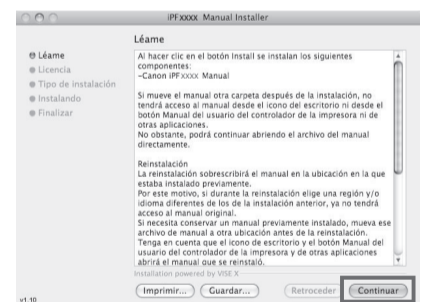 iPFxxxx Manual Installer
Léame
Léame
Licencia
Tipo de instalación
Instalando
Finalizar
Al hacer clic en el botón Install se instalan los siguientes
componentes:
-Canon iPFxxxx Manual
Si mueve el manual otra carpeta después de la instalación, no
tendrá acceso al manual desde el icono del escritorio ni desde el
botón Manual del usuario del controlador de la impresora ni de
otras aplicaciones.
No obstante, podrá continuar abriendo el archivo del manual
directamente.
Reinstalación
La reinstalación sobrescribirá el manual en la ubicación en la que
estaba instalado previamente.
Por este motivo, si durante la reinstalación elige una región y/o
idioma diferentes de los de la instalación anterior, ya no tendrá
acceso al manual original.
Si necesita conservar un manual previamente instalado, mueva ese
archivo de manual a otra ubicación antes de la reinstalación.
Tenga en cuenta que el icono de escritorio y el botón Manual del
usuario del controlador de la impresora y de otras aplicaciones
abrirá el manual que se reinstaló.
Installation powered by VISE X
Imprimir... Guardar... Retroceder Continuar
v1.10